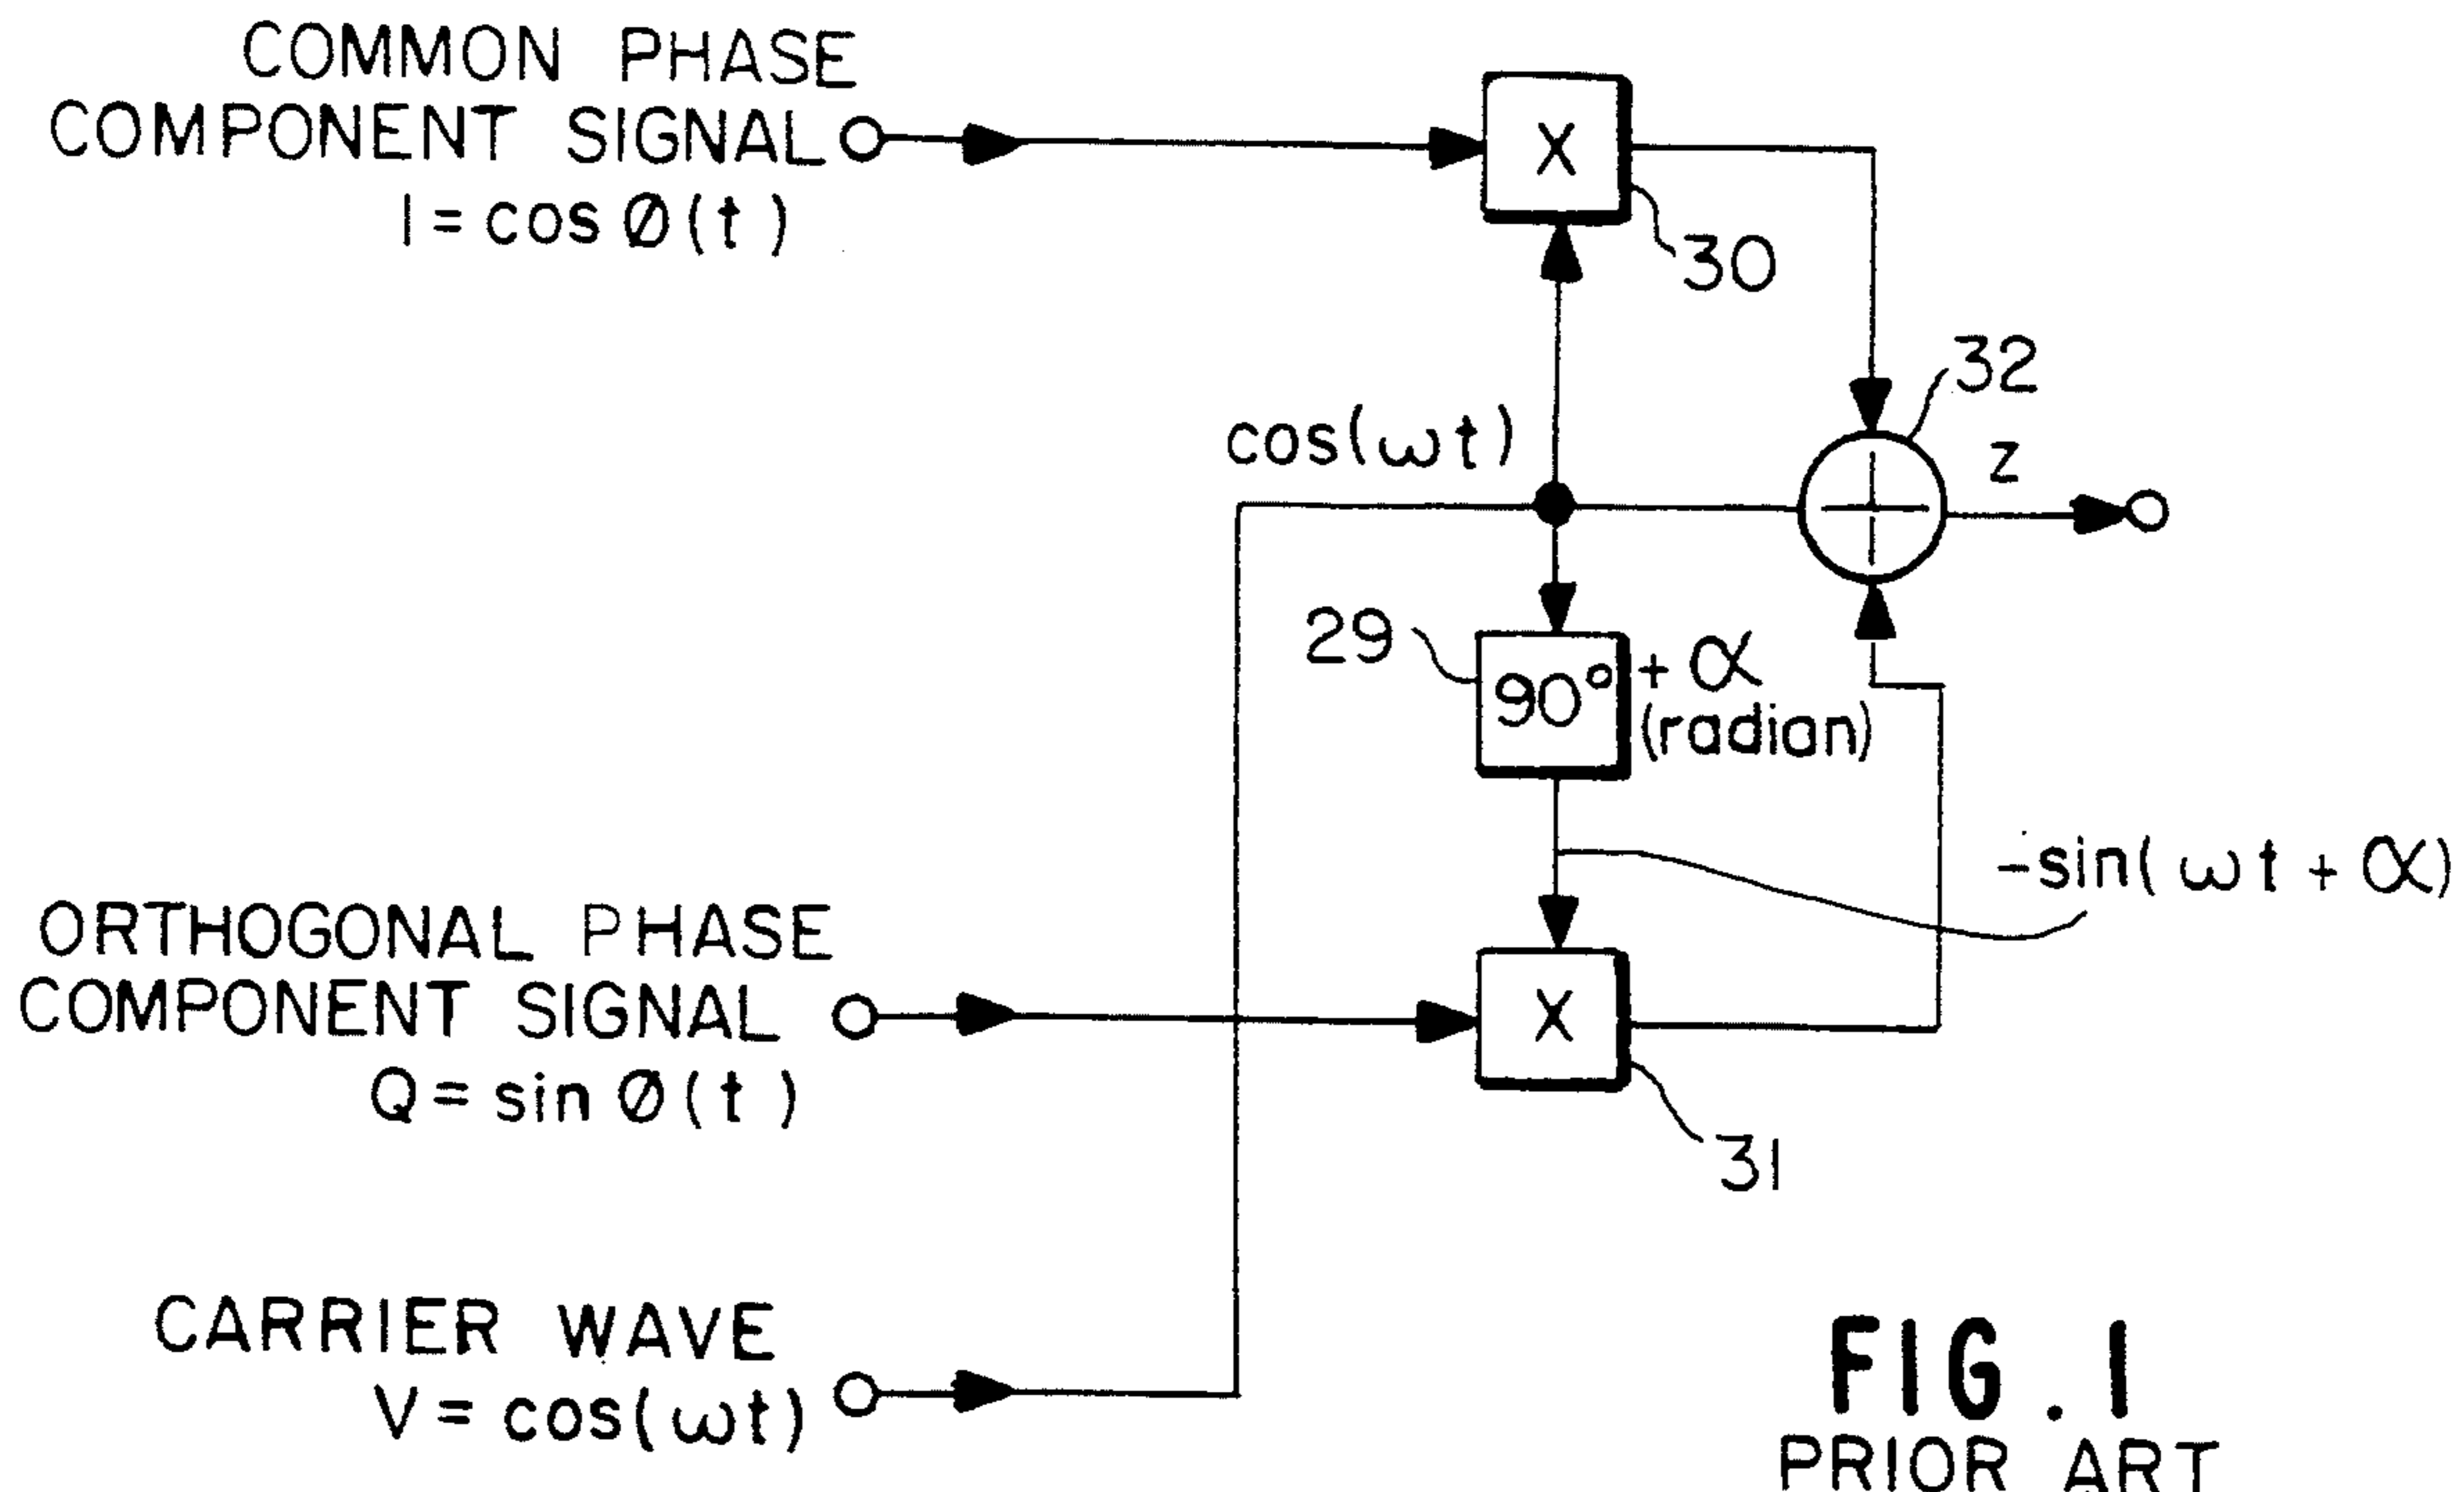 COMMON PHASE
COMPONENT SIGNAL
I = cos Ø(t)
X
30
32
cos(ωt)
Z
29
90° + α
(radian)
-sin(ωt + α)
ORTHOGONAL PHASE
COMPONENT SIGNAL
Q = sin Ø(t)
X
31
CARRIER WAVE
V = cos(ωt)
FIG. 1
PRIOR ART